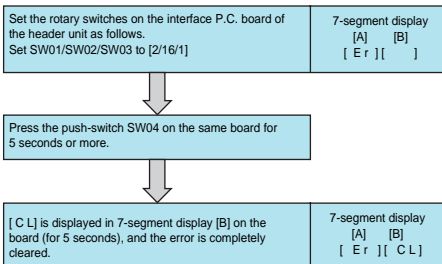 Set the rotary switches on the interface P.C. board of
the header unit as follows.
Set SW01/SW02/SW03 to [2/16/1]
7-segment display
[A] [B]
[ E r ] [ ]
Press the push-switch SW04 on the same board for
5 seconds or more.
[ C L] is displayed in 7-segment display [B] on the
board (for 5 seconds), and the error is completely
cleared.
7-segment display
[A] [B]
[ E r ] [ C L ]